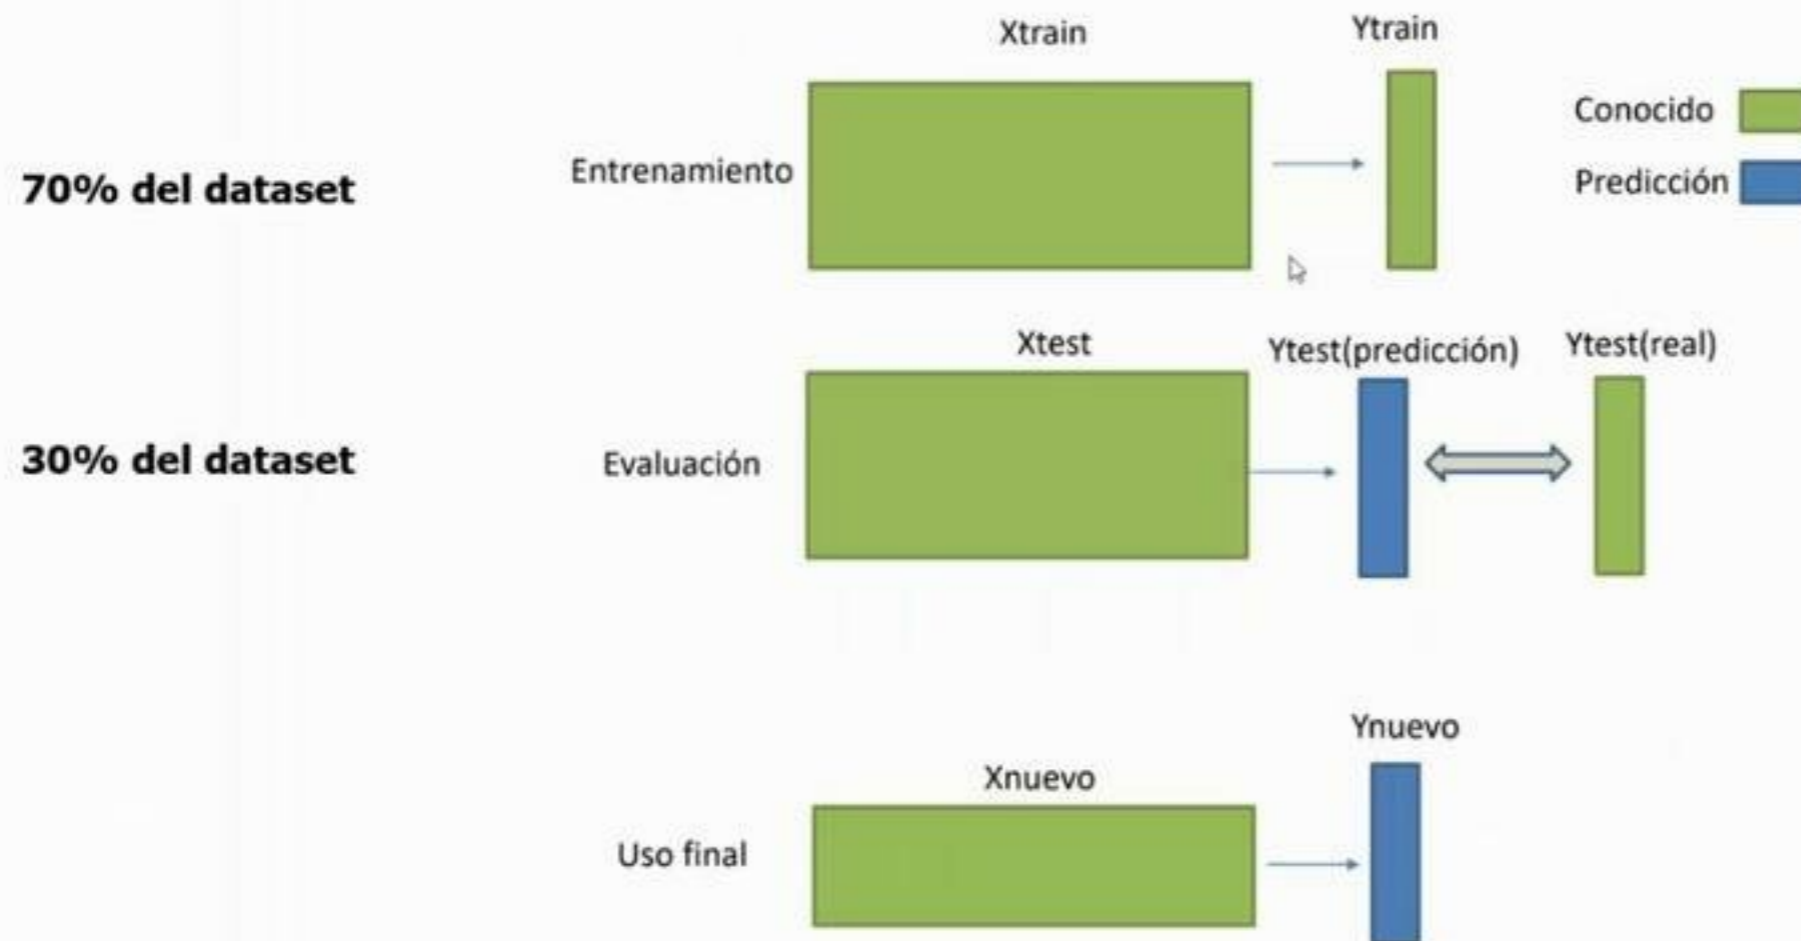 Xtrain
Ytrain
Conocido
Predicción
70% del dataset
Entrenamiento
Xtest
Ytest(predicción)
Ytest(real)
30% del dataset
Evaluación
Ynuevo
Xnuevo
Uso final